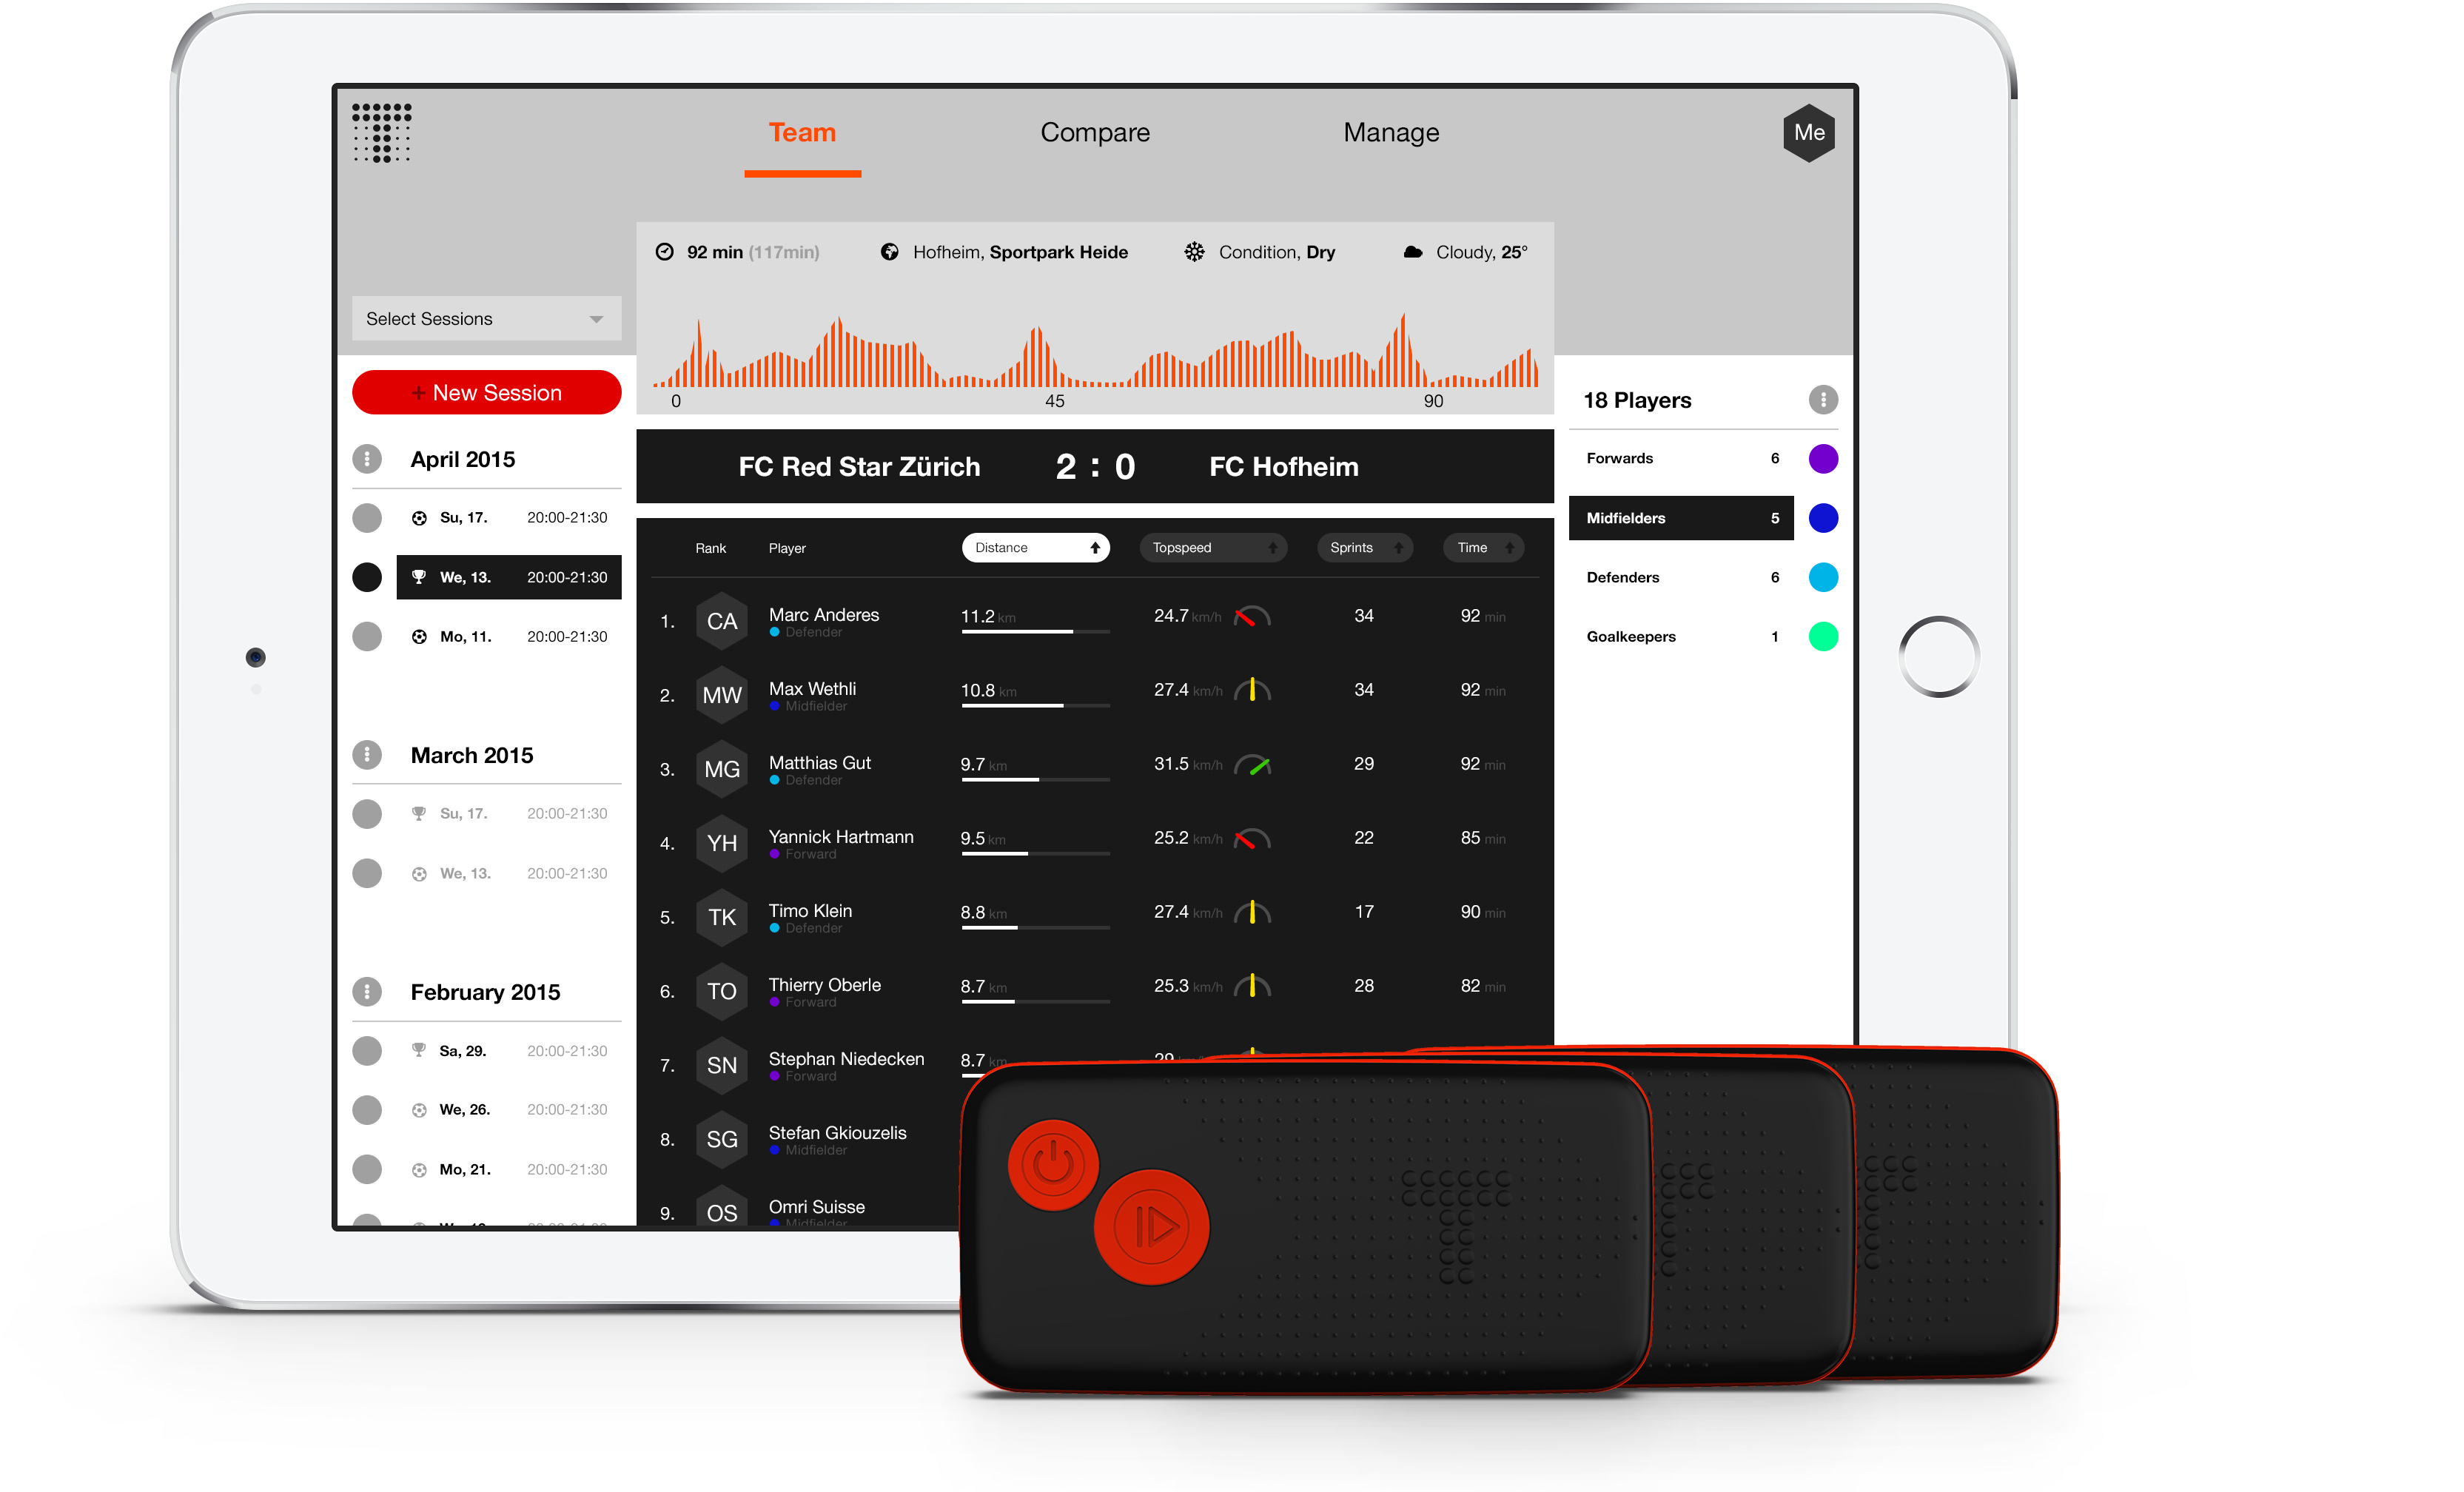 Team Compare Manage Me
92 min (117min) Hofheim, Sportpark Heide Condition, Dry Cloudy, 25°
Select Sessions
0 45 90
+ New Session
April 2015
Su, 17. 20:00-21:30
We, 13. 20:00-21:30
Mo, 11. 20:00-21:30
March 2015
Su, 17. 20:00-21:30
We, 13. 20:00-21:30
February 2015
Sa, 29. 20:00-21:30
We, 26. 20:00-21:30
Mo, 21. 20:00-21:30
FC Red Star Zürich 2 : 0 FC Hofheim
Rank Player Distance Topspeed Sprints Time
1. CA Marc Anderes 11.2 km 24.7 km/h 34 92 min
Defender
2. MW Max Wethli 10.8 km 27.4 km/h 34 92 min
Midfielder
3. MG Matthias Gut 9.7 km 31.5 km/h 29 92 min
Defender
4. YH Yannick Hartmann 9.5 km 25.2 km/h 22 85 min
Forward
5. TK Timo Klein 8.8 km 27.4 km/h 17 90 min
Defender
6. TO Thierry Oberle 8.7 km 25.3 km/h 28 82 min
Forward
7. SN Stephan Niedecken 8.7 km 29
Forward
8. SG Stefan Gkiouzelis
Midfielder
9. OS Omri Suisse
Midfielder
18 Players
Forwards 6
Midfielders 5
Defenders 6
Goalkeepers 1